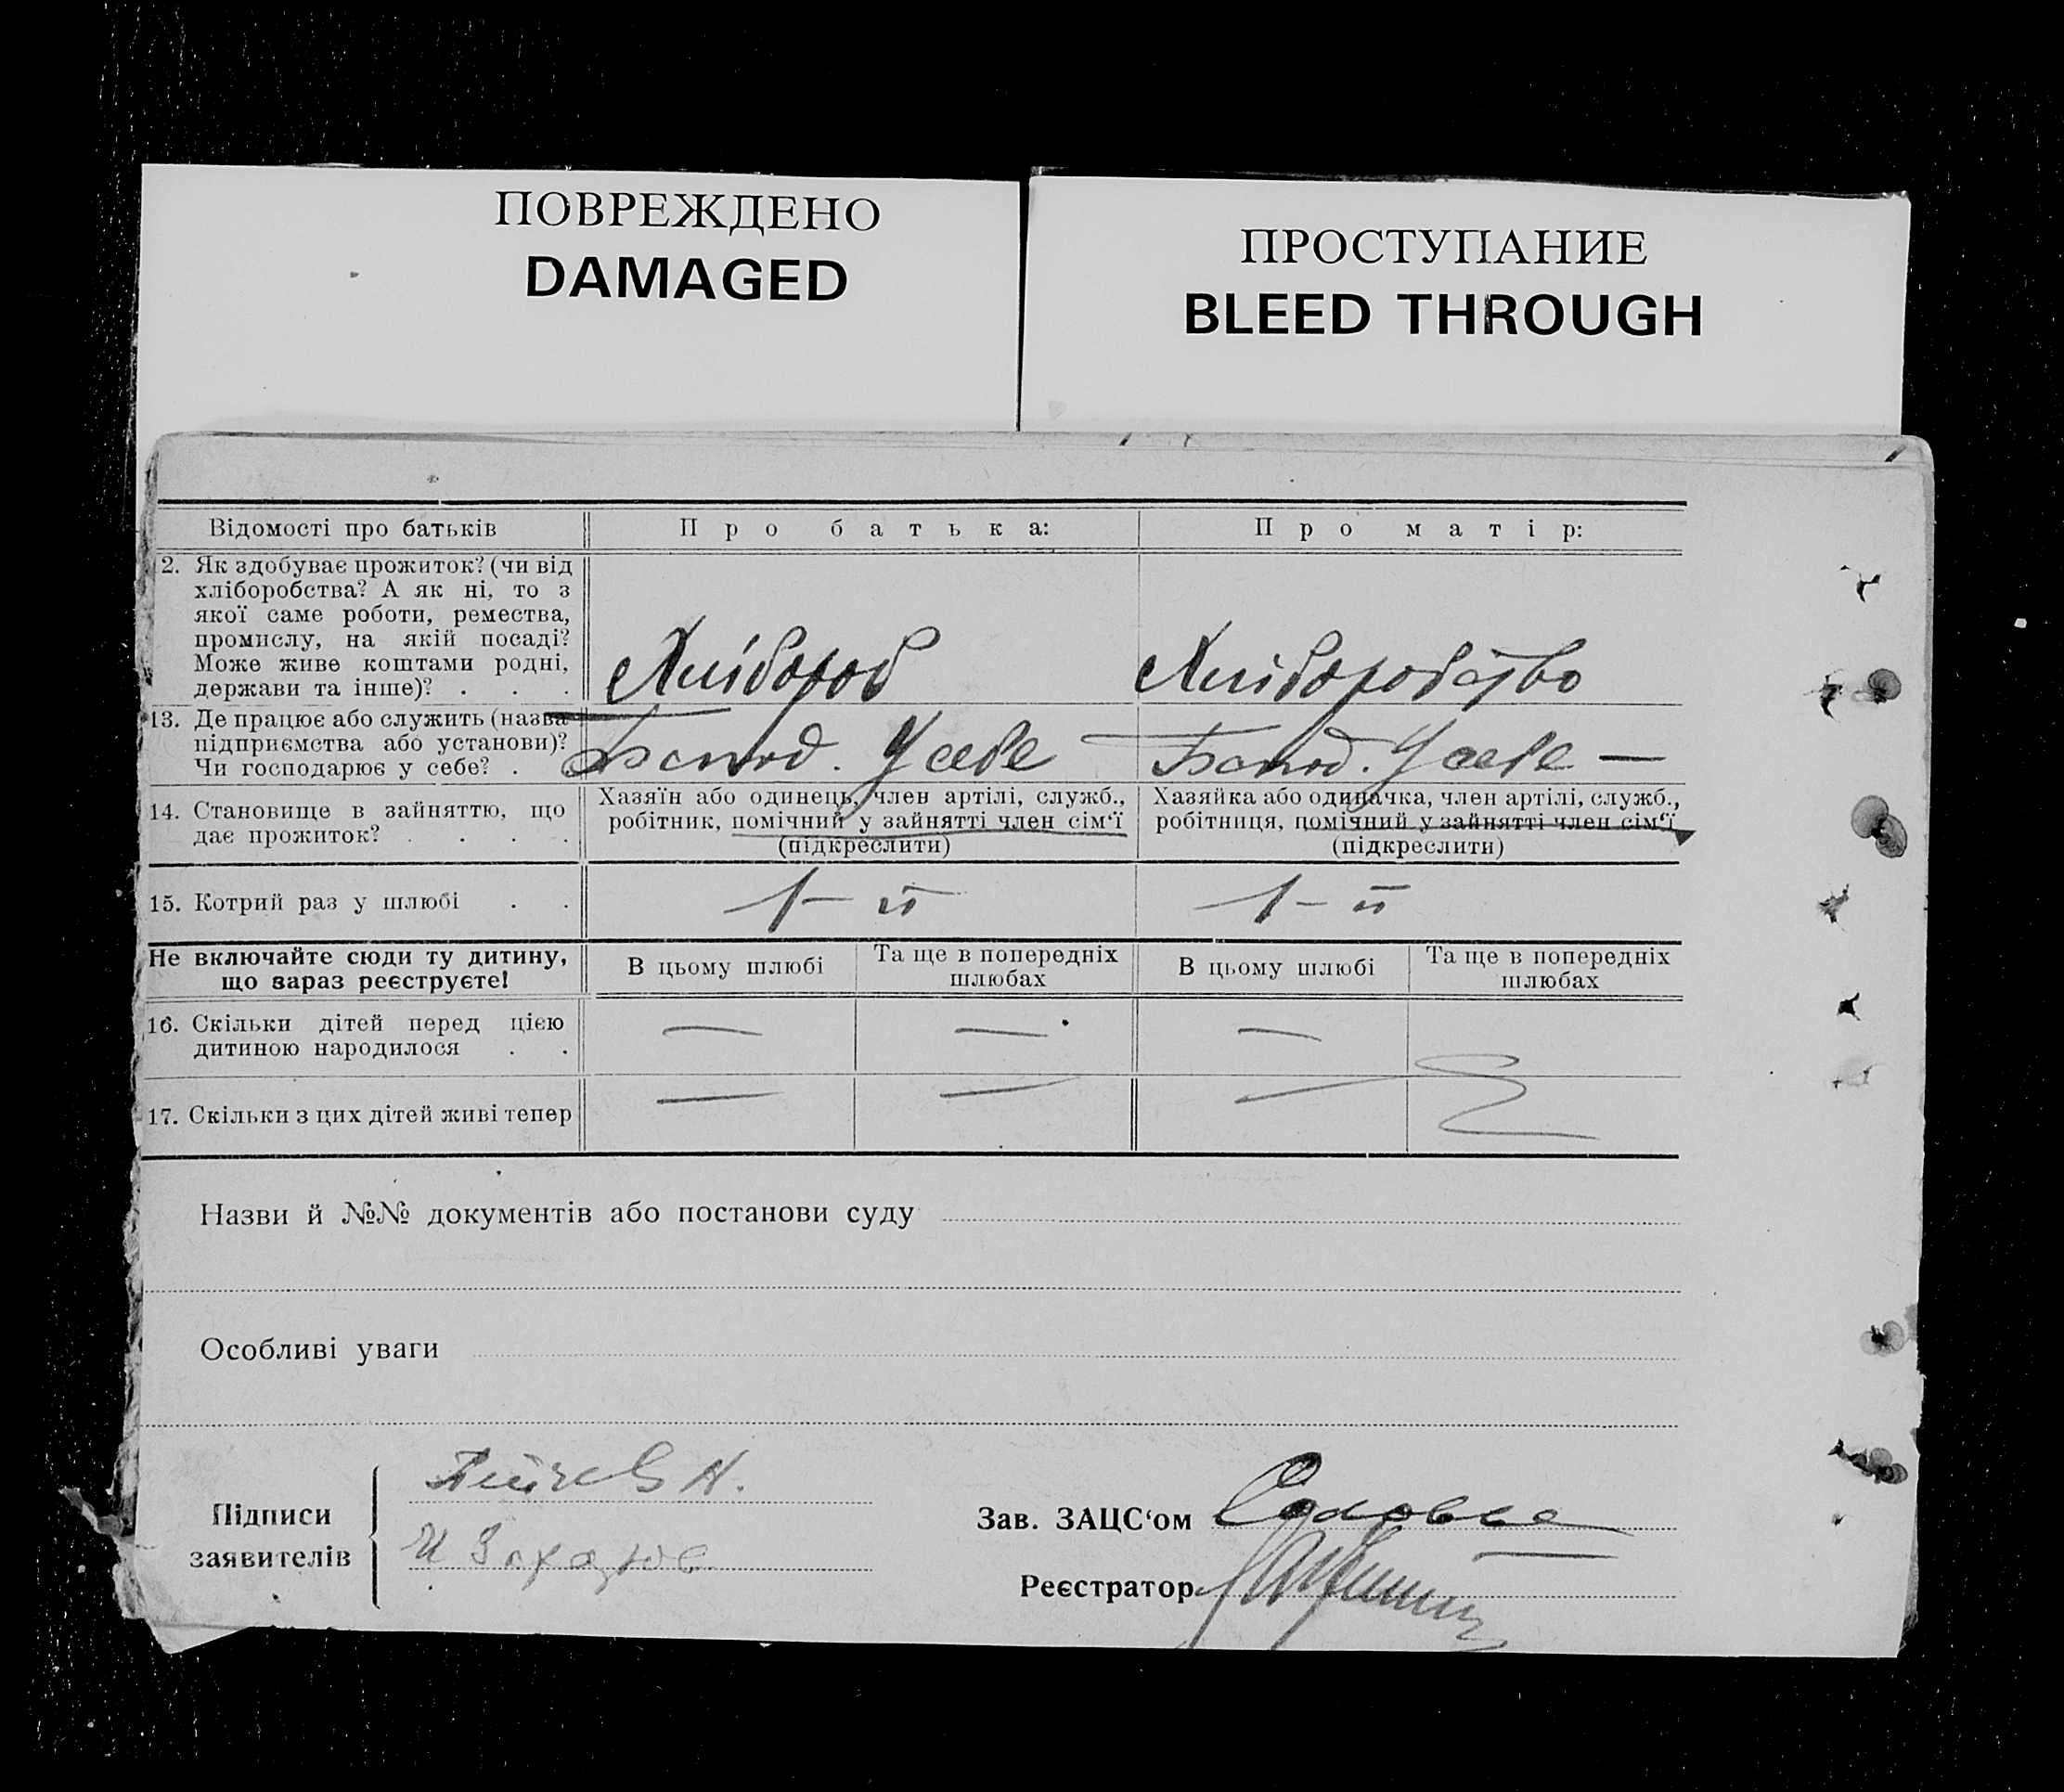 ПОВРЕЖДЕНО
DAMAGED
ПРОСТУПАНИЕ
BLEED THROUGH
Відомості про батьків
Про батька:
Про матір:
2. Як здобуває прожиток? (чи від
хліборобства? А як ні, то з
якої саме роботи, ремества,
промислу, на якій посаді?
Може живе коштами родні,
держави та інше)? . . .
Хлібороб
Хліборобство
13. Де працює або служить (назва
підприємства або установи)?
Чи господарює у себе? .
Господ. У себе
Господ. У себе —
14. Становище в зайняттю, що
дає прожиток? . . . .
Хазяїн або одинець, член артілі, служб.,
робітник, помічний у зайнятті член сім‘ї
(підкреслити)
Хазяйка або одиначка, член артілі, служб.,
робітниця, помічний у зайнятті член сім‘ї
(підкреслити)
15. Котрий раз у шлюбі . .
1 – й
1 – й
Не включайте сюди ту дитину,
що зараз реєструєте!
В цьому шлюбі
Та ще в попередніх
шлюбах
В цьому шлюбі
Та ще в попередніх
шлюбах
16. Скільки дітей перед цією
дитиною народилося . .
— — —
17. Скільки з цих дітей живі тепер
— — —
Назви й №№ документів або постанови суду
Особливі уваги
Підписи
заявителів
Зав. ЗАЦС‘ом
Реєстратор